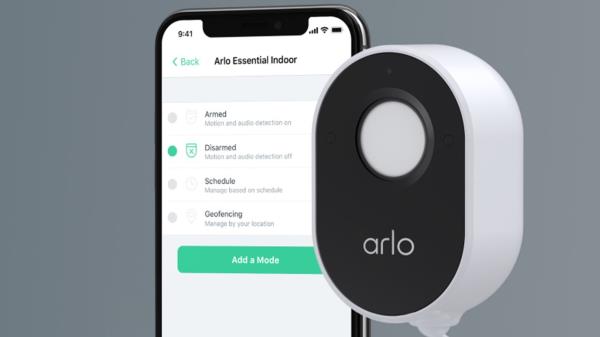 9:41
Back
Arlo Essential Indoor
Armed
Motion and audio detection on
Disarmed
Motion and audio detection off
Schedule
Manage based on schedule
Geofencing
Manage by your location
Add a Mode
arlo